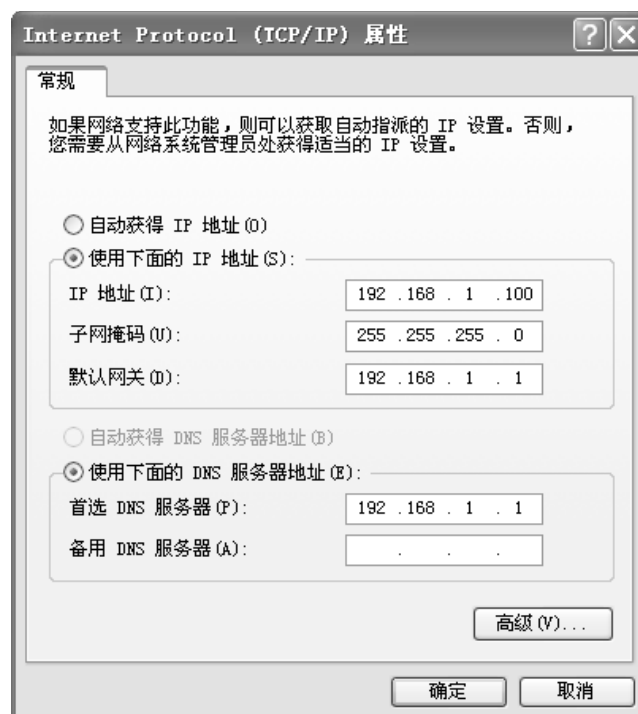 Internet Protocol (TCP/IP) 属性
常规
如果网络支持此功能，则可以获取自动指派的 IP 设置。否则，
您需要从网络系统管理员处获得适当的 IP 设置。
自动获得 IP 地址(O)
使用下面的 IP 地址(S):
IP 地址(I): 192 .168 . 1 .100
子网掩码(U): 255 .255 .255 . 0
默认网关(D): 192 .168 . 1 . 1
自动获得 DNS 服务器地址(B)
使用下面的 DNS 服务器地址(E):
首选 DNS 服务器(P): 192 .168 . 1 . 1
备用 DNS 服务器(A): . . .
高级(V)...
确定 取消